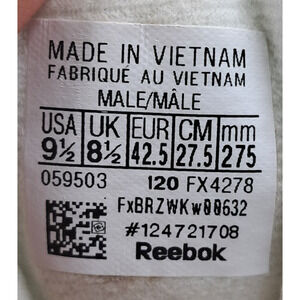 MADE IN VIETNAM
FABRIQUÉ AU VIETNAM
MALE/MÂLE
USA UK EUR CM mm
9½ 8½ 42.5 27.5 275
059503 120 FX4278
FxBRZWKw00632
#124721708
Reebok